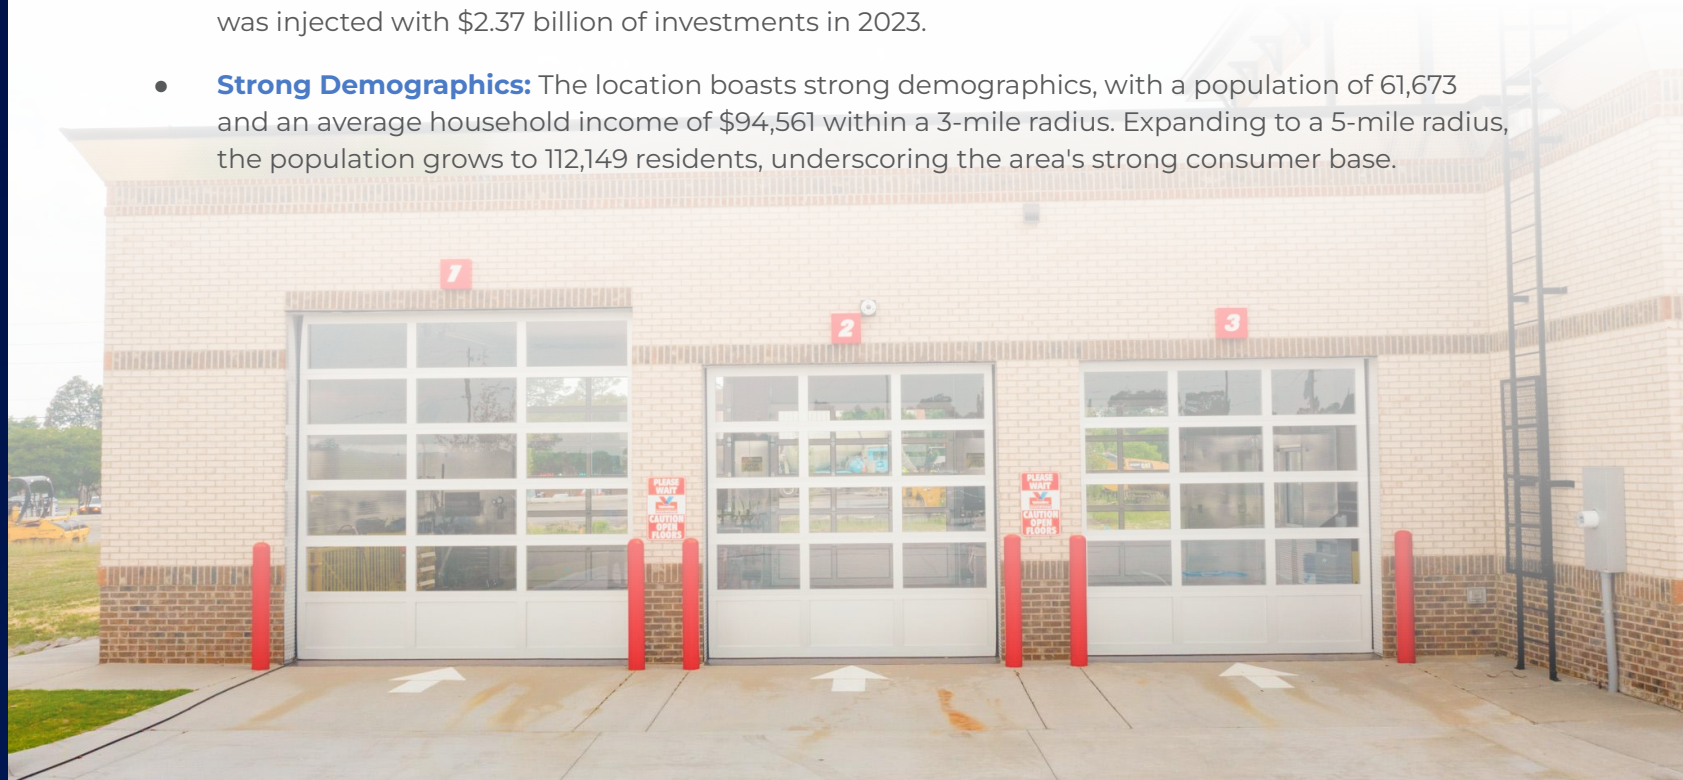 was injected with $2.37 billion of investments in 2023.
● Strong Demographics: The location boasts strong demographics, with a population of 61,673
and an average household income of $94,561 within a 3-mile radius. Expanding to a 5-mile radius,
the population grows to 112,149 residents, underscoring the area's strong consumer base.
1
2
3
PLEASE
WAIT
CAUTION
OPEN
FLOORS
PLEASE
WAIT
CAUTION
OPEN
FLOORS